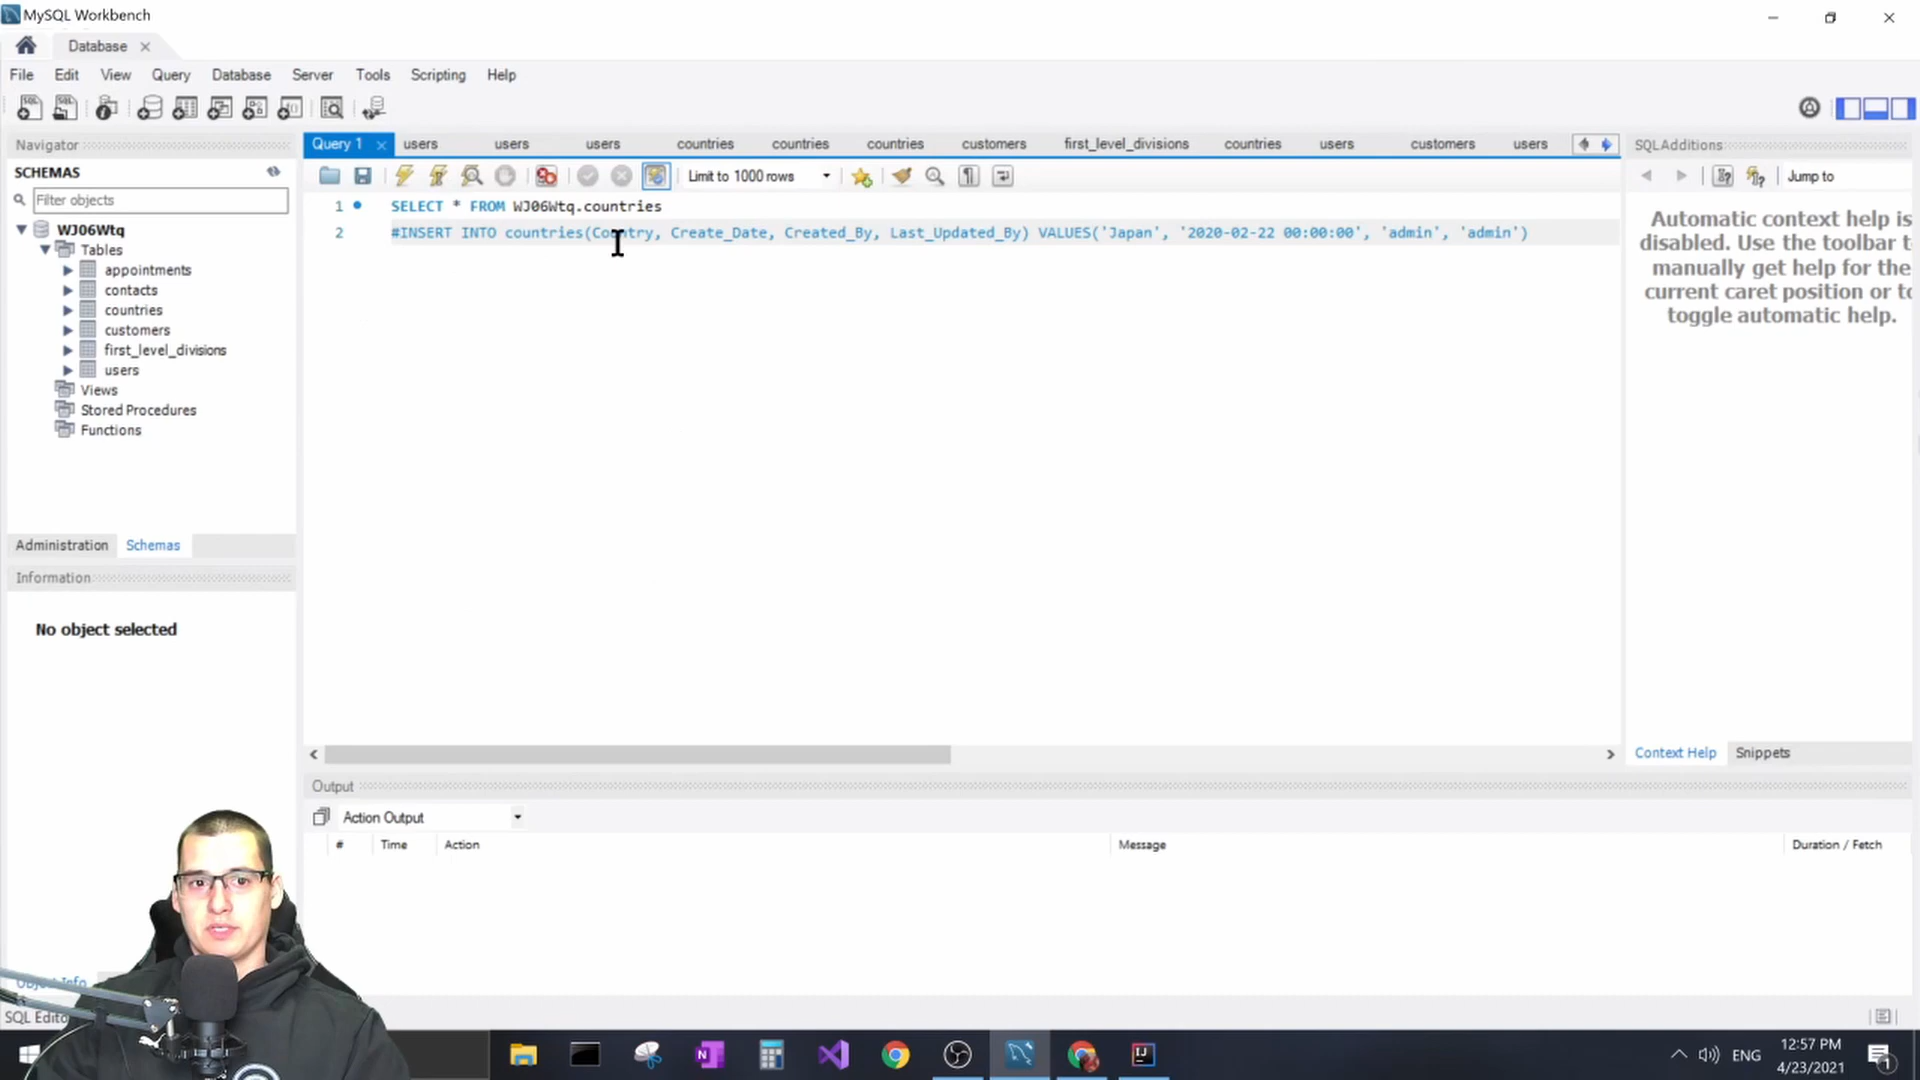 MySQL Workbench
Database
File Edit View Query Database Server Tools Scripting Help
Navigator
SCHEMAS
Filter objects
WJ06Wtq
Tables
appointments
contacts
countries
customers
first_level_divisions
users
Views
Stored Procedures
Functions
Administration Schemas
Information
No object selected
Query 1 users users users countries countries countries customers first_level_divisions countries users customers users
Limit to 1000 rows
1 SELECT * FROM WJ06Wtq.countries
2 #INSERT INTO countries(Country, Create_Date, Created_By, Last_Updated_By) VALUES('Japan', '2020-02-22 00:00:00', 'admin', 'admin')
SQLAdditions
Jump to
Automatic context help is
disabled. Use the toolbar t
manually get help for the
current caret position or to
toggle automatic help.
Context Help Snippets
Output
Action Output
# Time Action Message Duration / Fetch
Object Info
SQL Edito
ENG
12:57 PM
4/23/2021
1